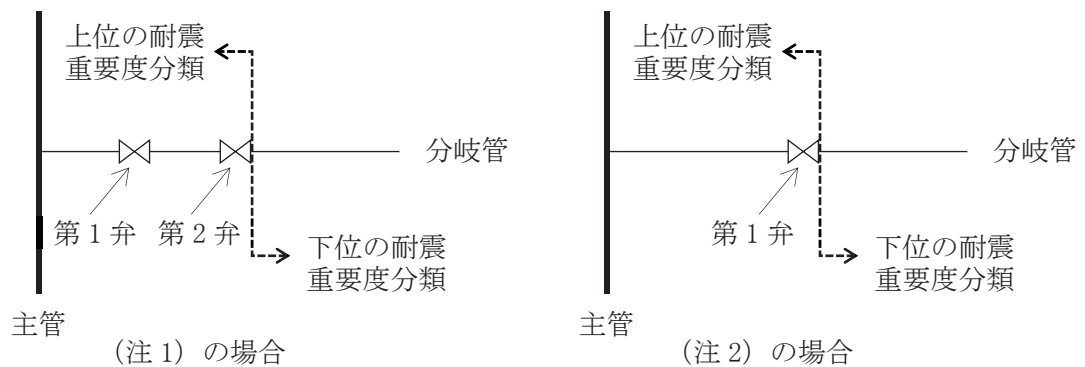 上位の耐震
重要度分類
分岐管
第1弁
第2弁
下位の耐震
重要度分類
主管
（注1）の場合
上位の耐震
重要度分類
分岐管
第1弁
下位の耐震
重要度分類
主管
（注2）の場合